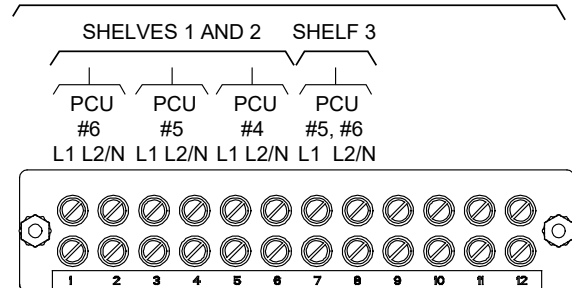 SHELVES 1 AND 2 SHELF 3
PCU PCU PCU PCU
#6 #5 #4 #5, #6
L1 L2/N L1 L2/N L1 L2/N L1 L2/N
1 2 3 4 5 6 7 8 9 10 11 12